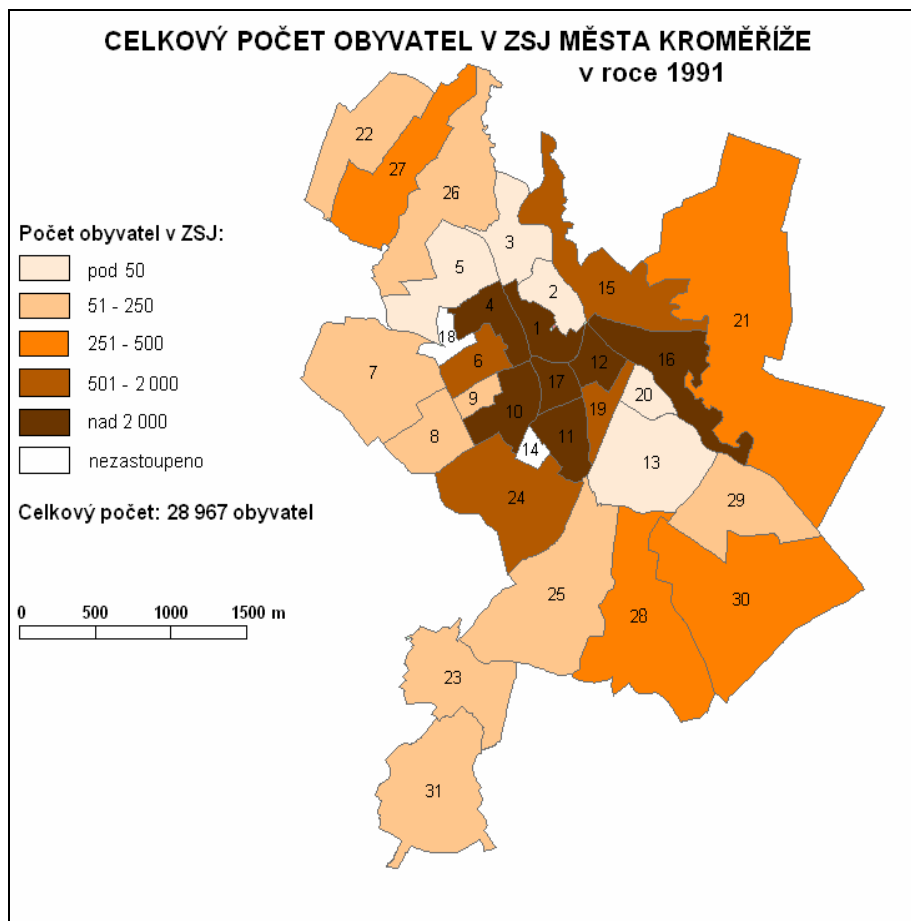 CELKOVÝ POČET OBYVATEL V ZSJ MĚSTA KROMĚŘÍŽE
v roce 1991
22
27
26
3
5
2
15
4
1
21
18
6
12
16
7
17
9
20
10
19
8
11
14
13
24
29
25
30
28
23
31
Počet obyvatel v ZSJ:
pod 50
51 - 250
251 - 500
501 - 2 000
nad 2 000
nezastoupeno
Celkový počet: 28 967 obyvatel
0 500 1000 1500 m